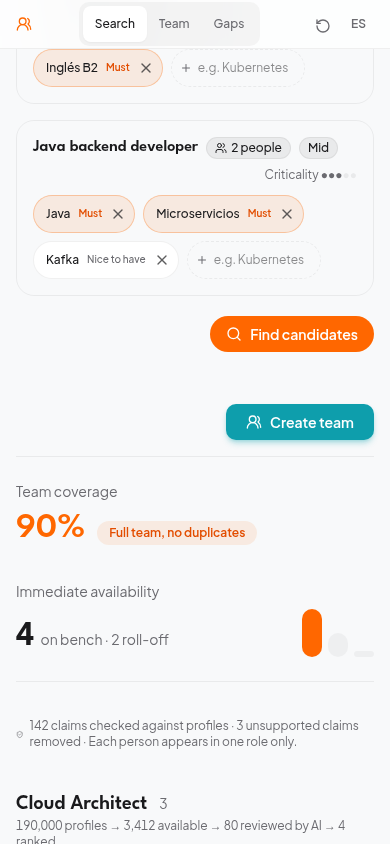 Search Team Gaps ES
Inglés B2 Must + e.g. Kubernetes
Java backend developer 2 people Mid
Criticality
Java Must Microservicios Must
Kafka Nice to have + e.g. Kubernetes
Find candidates
Create team
Team coverage
90% Full team, no duplicates
Immediate availability
4 on bench · 2 roll-off
142 claims checked against profiles · 3 unsupported claims
removed · Each person appears in one role only.
Cloud Architect 3
190,000 profiles → 3,412 available → 80 reviewed by AI → 4
ranked